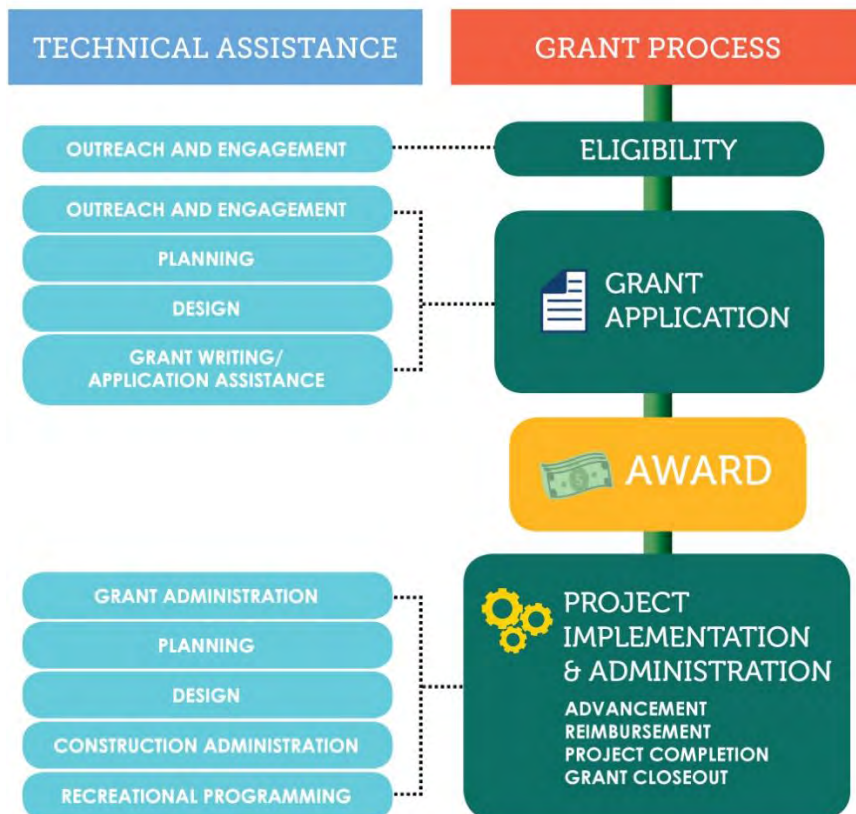 TECHNICAL ASSISTANCE
GRANT PROCESS
OUTREACH AND ENGAGEMENT
ELIGIBILITY
OUTREACH AND ENGAGEMENT
PLANNING
DESIGN
GRANT WRITING/
APPLICATION ASSISTANCE
GRANT
APPLICATION
AWARD
GRANT ADMINISTRATION
PLANNING
DESIGN
CONSTRUCTION ADMINISTRATION
RECREATIONAL PROGRAMMING
PROJECT
IMPLEMENTATION
& ADMINISTRATION
ADVANCEMENT
REIMBURSEMENT
PROJECT COMPLETION
GRANT CLOSEOUT